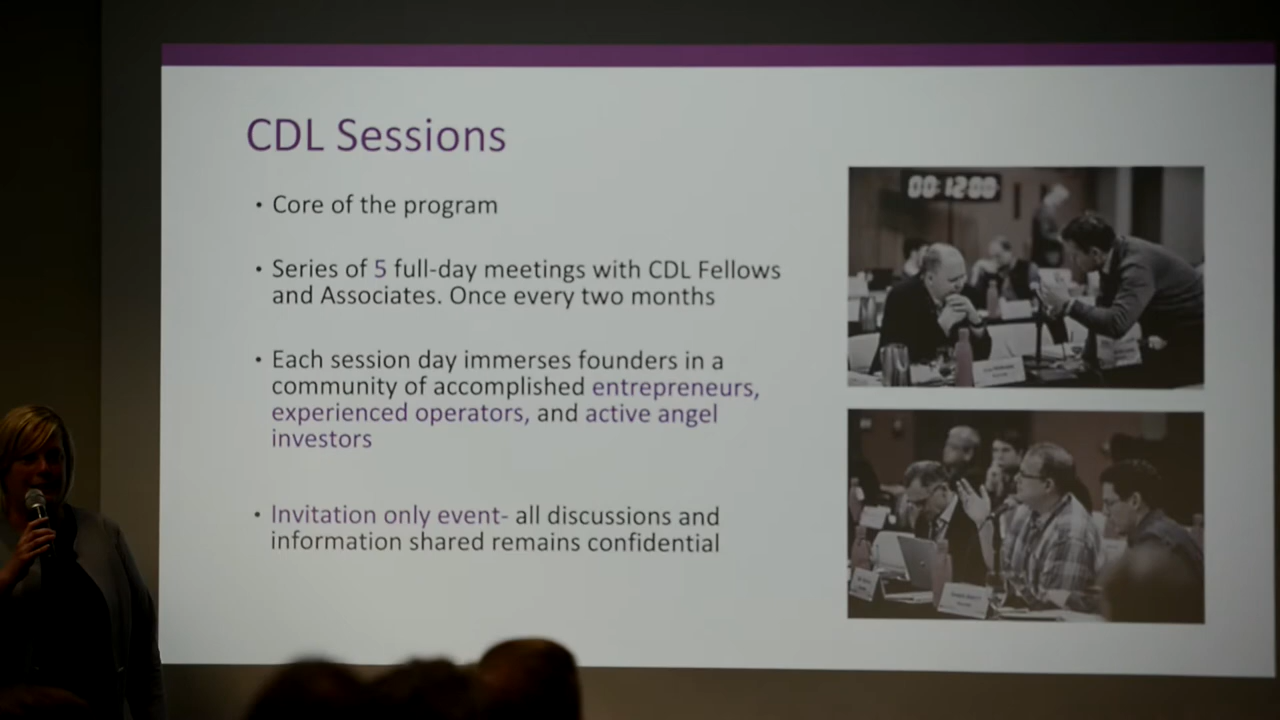 CDL Sessions
• Core of the program
• Series of 5 full-day meetings with CDL Fellows
and Associates. Once every two months
• Each session day immerses founders in a
community of accomplished entrepreneurs,
experienced operators, and active angel
investors
• Invitation only event- all discussions and
information shared remains confidential
00:12:00